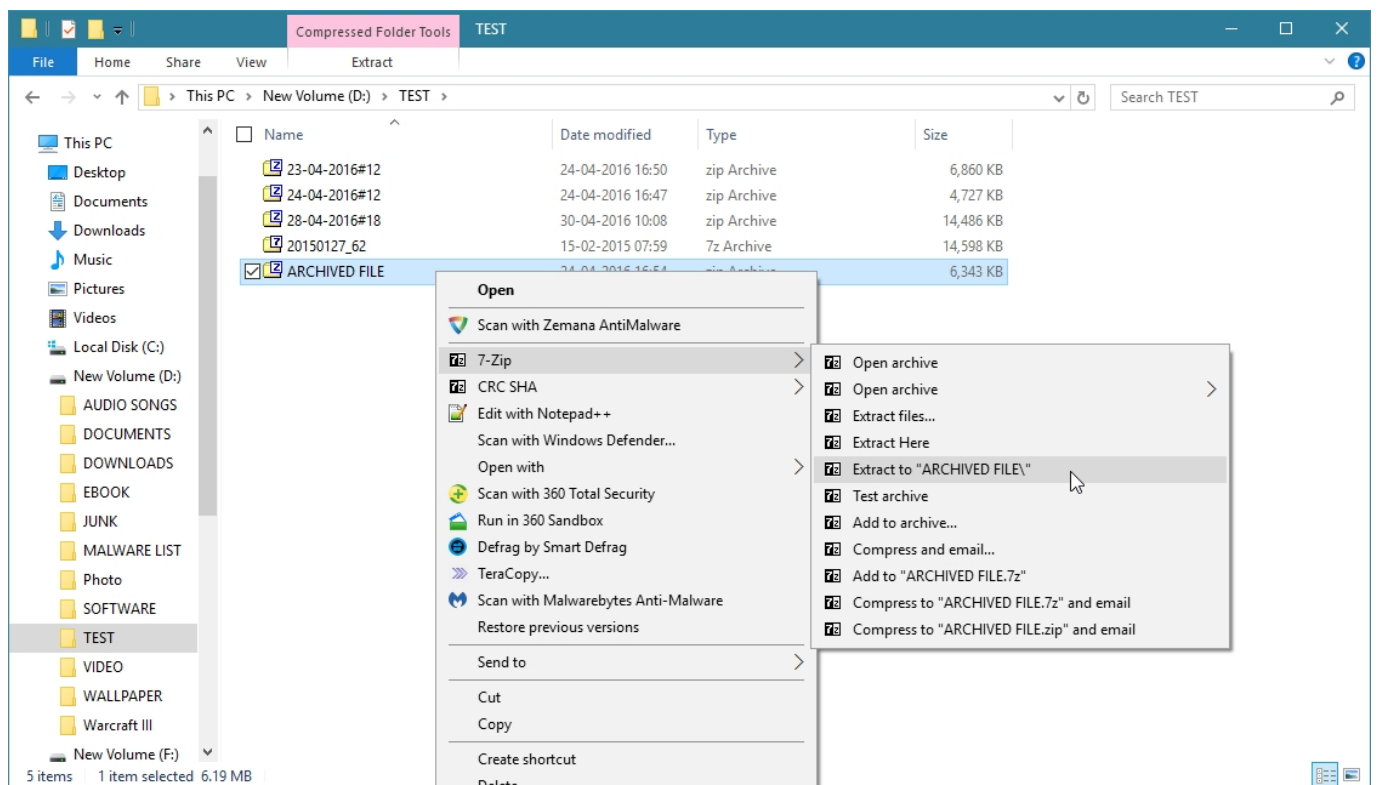 Compressed Folder Tools TEST
File Home Share View Extract
This PC > New Volume (D:) > TEST >
Search TEST
This PC
Desktop
Documents
Downloads
Music
Pictures
Videos
Local Disk (C:)
New Volume (D:)
AUDIO SONGS
DOCUMENTS
DOWNLOADS
EBOOK
JUNK
MALWARE LIST
Photo
SOFTWARE
TEST
VIDEO
WALLPAPER
Warcraft III
New Volume (F:)
Name Date modified Type Size
23-04-2016#12 24-04-2016 16:50 zip Archive 6,860 KB
24-04-2016#12 24-04-2016 16:47 zip Archive 4,727 KB
28-04-2016#18 30-04-2016 10:08 zip Archive 14,486 KB
20150127_62 15-02-2015 07:59 7z Archive 14,598 KB
ARCHIVED FILE 24-04-2016 16:54 zip Archive 6,343 KB
Open
Scan with Zemana AntiMalware
7-Zip
CRC SHA
Edit with Notepad++
Scan with Windows Defender...
Open with
Scan with 360 Total Security
Run in 360 Sandbox
Defrag by Smart Defrag
TeraCopy...
Scan with Malwarebytes Anti-Malware
Restore previous versions
Send to
Cut
Copy
Create shortcut
Delete
Open archive
Open archive
Extract files...
Extract Here
Extract to "ARCHIVED FILE\"
Test archive
Add to archive...
Compress and email...
Add to "ARCHIVED FILE.7z"
Compress to "ARCHIVED FILE.7z" and email
Compress to "ARCHIVED FILE.zip" and email
5 items 1 item selected 6.19 MB